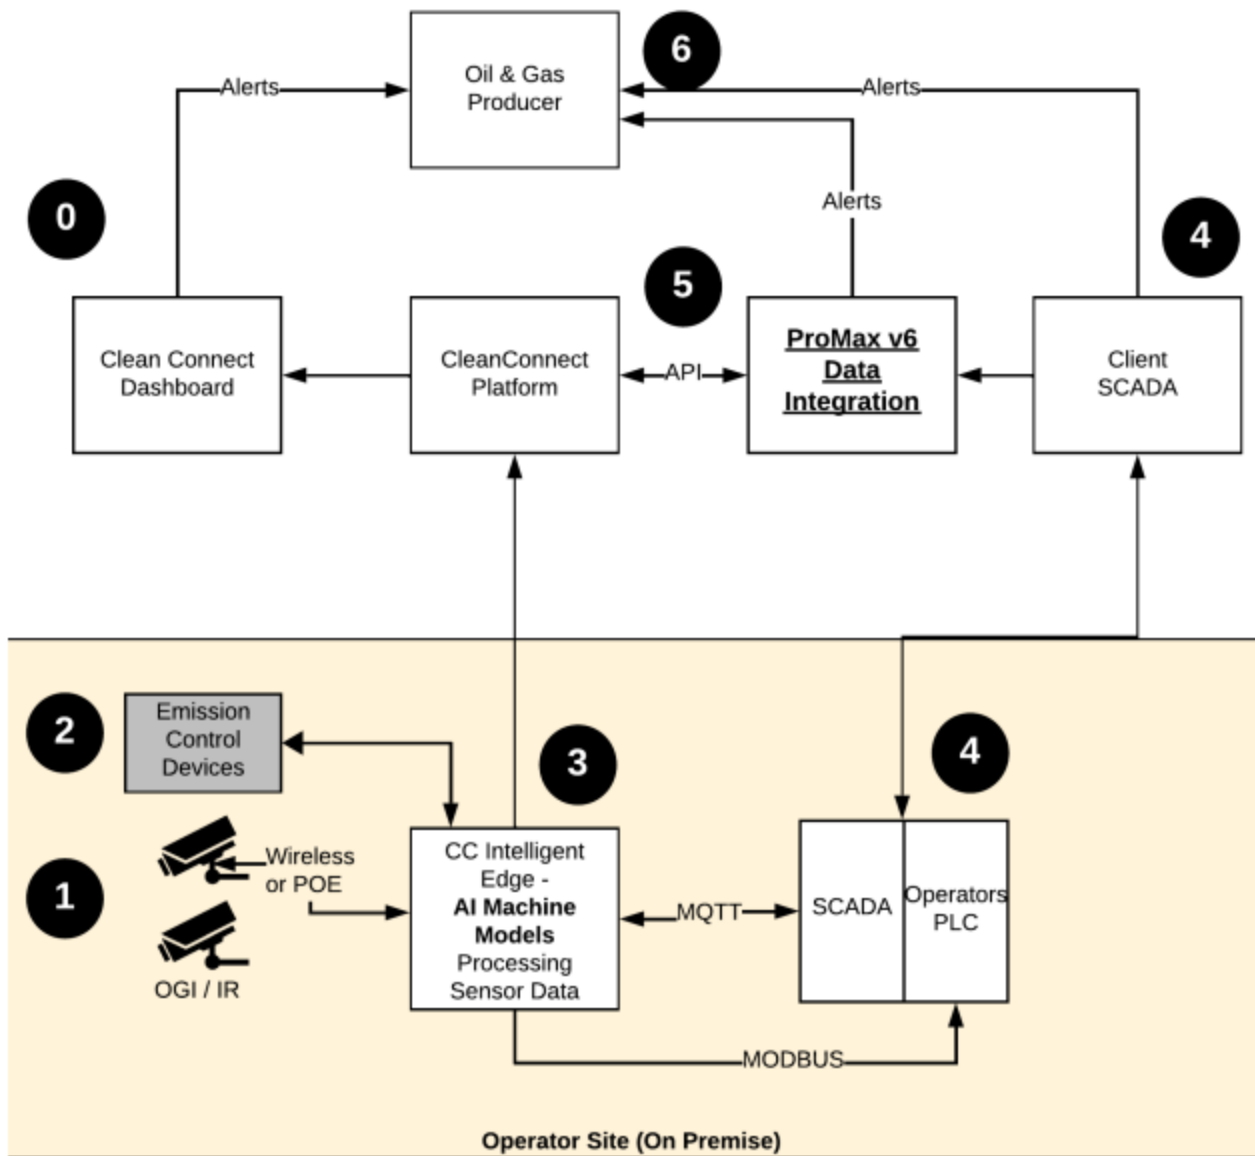 6
Oil & Gas
Producer
Alerts
Alerts
Alerts
0
4
5
Clean Connect
Dashboard
CleanConnect
Platform
API
ProMax v6
Data
Integration
Client
SCADA
2
Emission
Control
Devices
3
4
1
Wireless
or POE
OGI / IR
CC Intelligent
Edge -
AI Machine
Models
Processing
Sensor Data
MQTT
SCADA
Operators
PLC
MODBUS
Operator Site (On Premise)